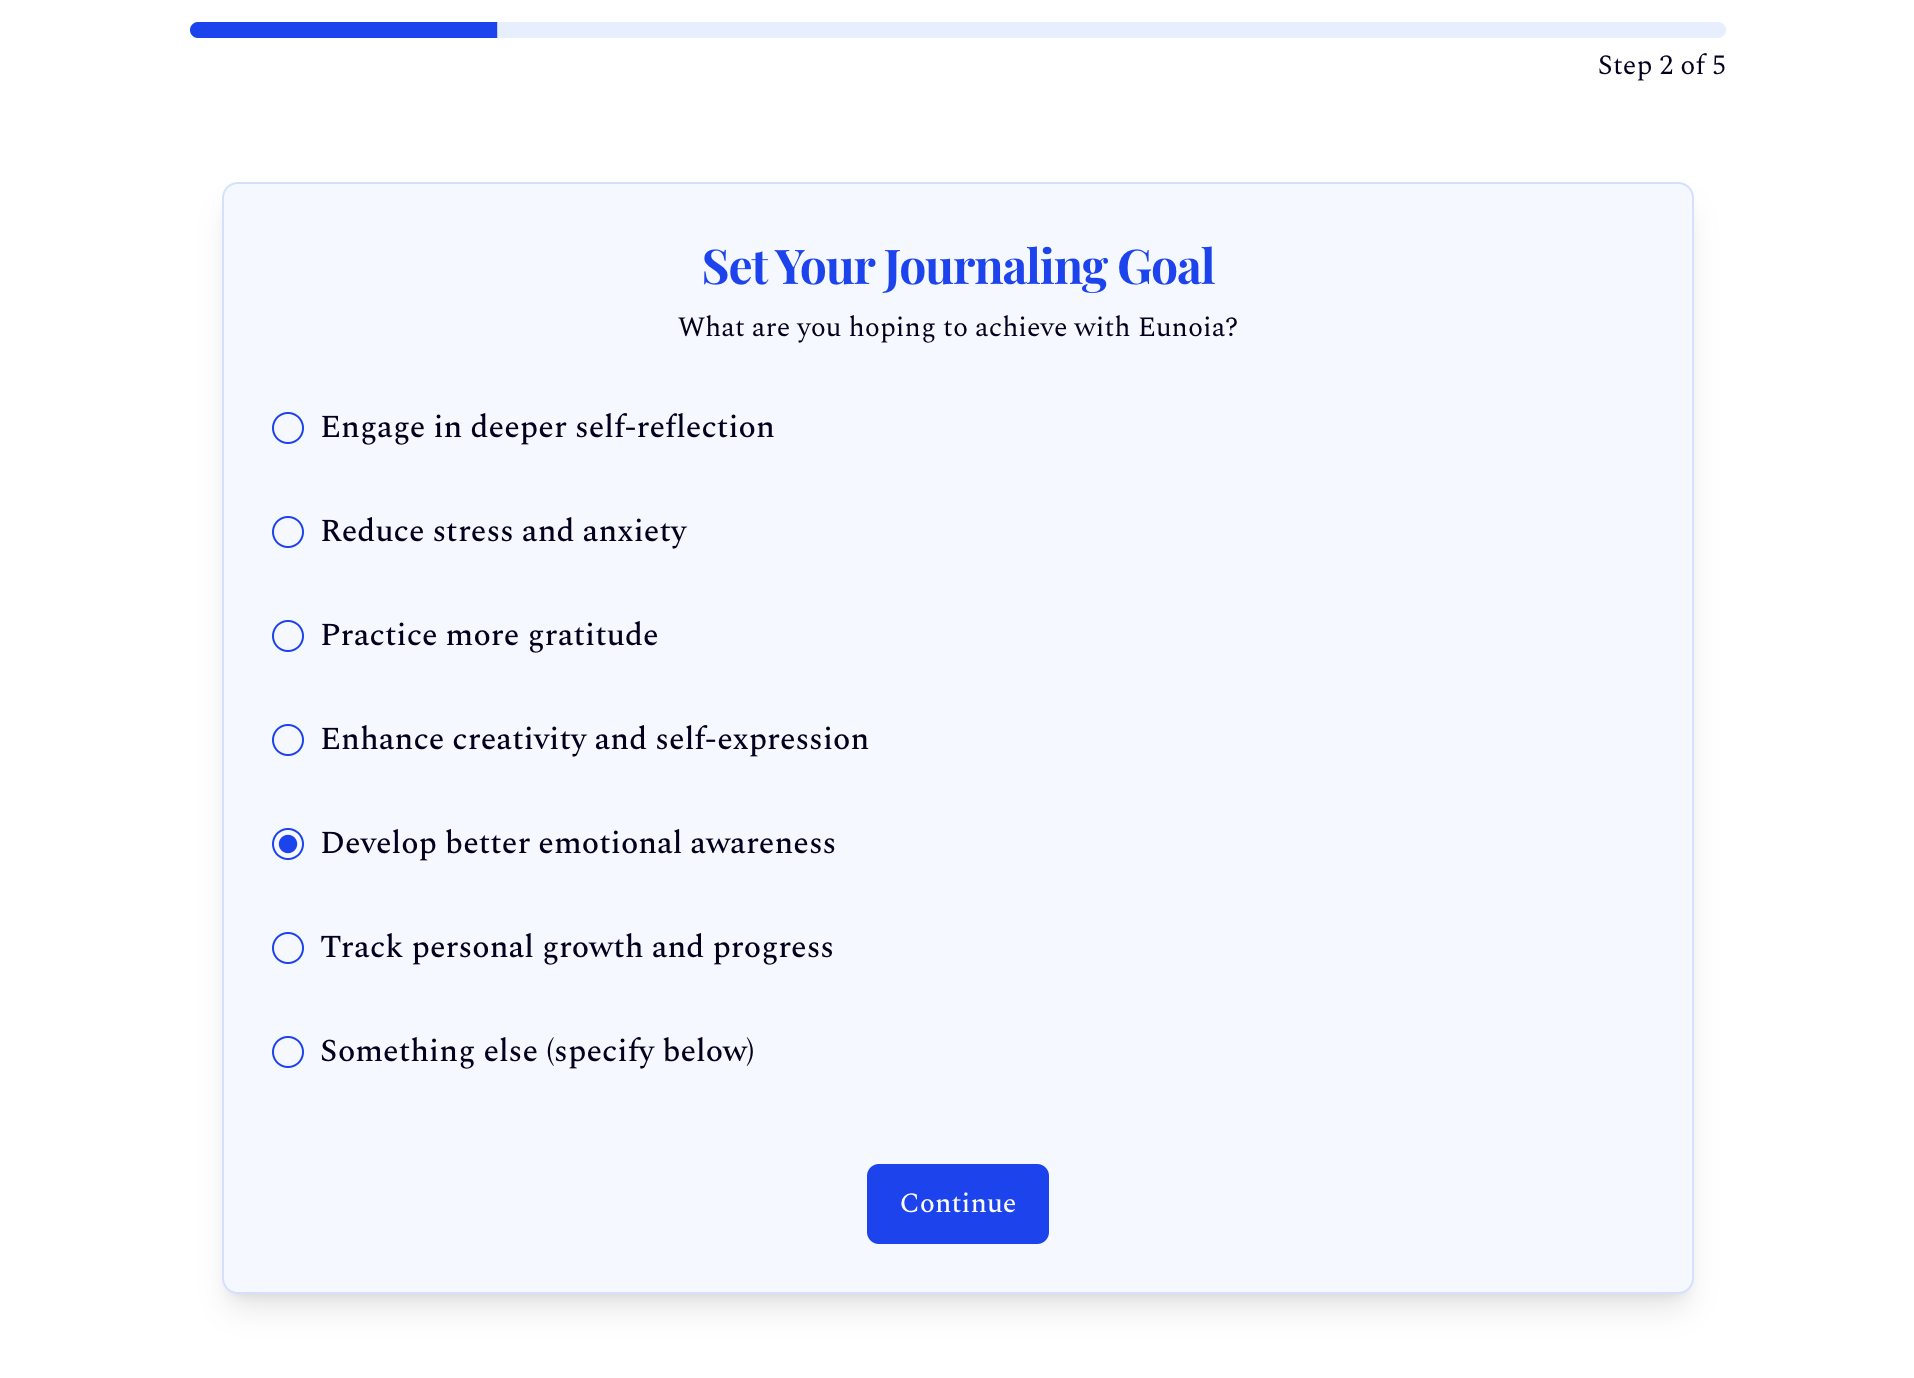 Step 2 of 5
Set Your Journaling Goal
What are you hoping to achieve with Eunoia?
Engage in deeper self-reflection
Reduce stress and anxiety
Practice more gratitude
Enhance creativity and self-expression
Develop better emotional awareness
Track personal growth and progress
Something else (specify below)
Continue